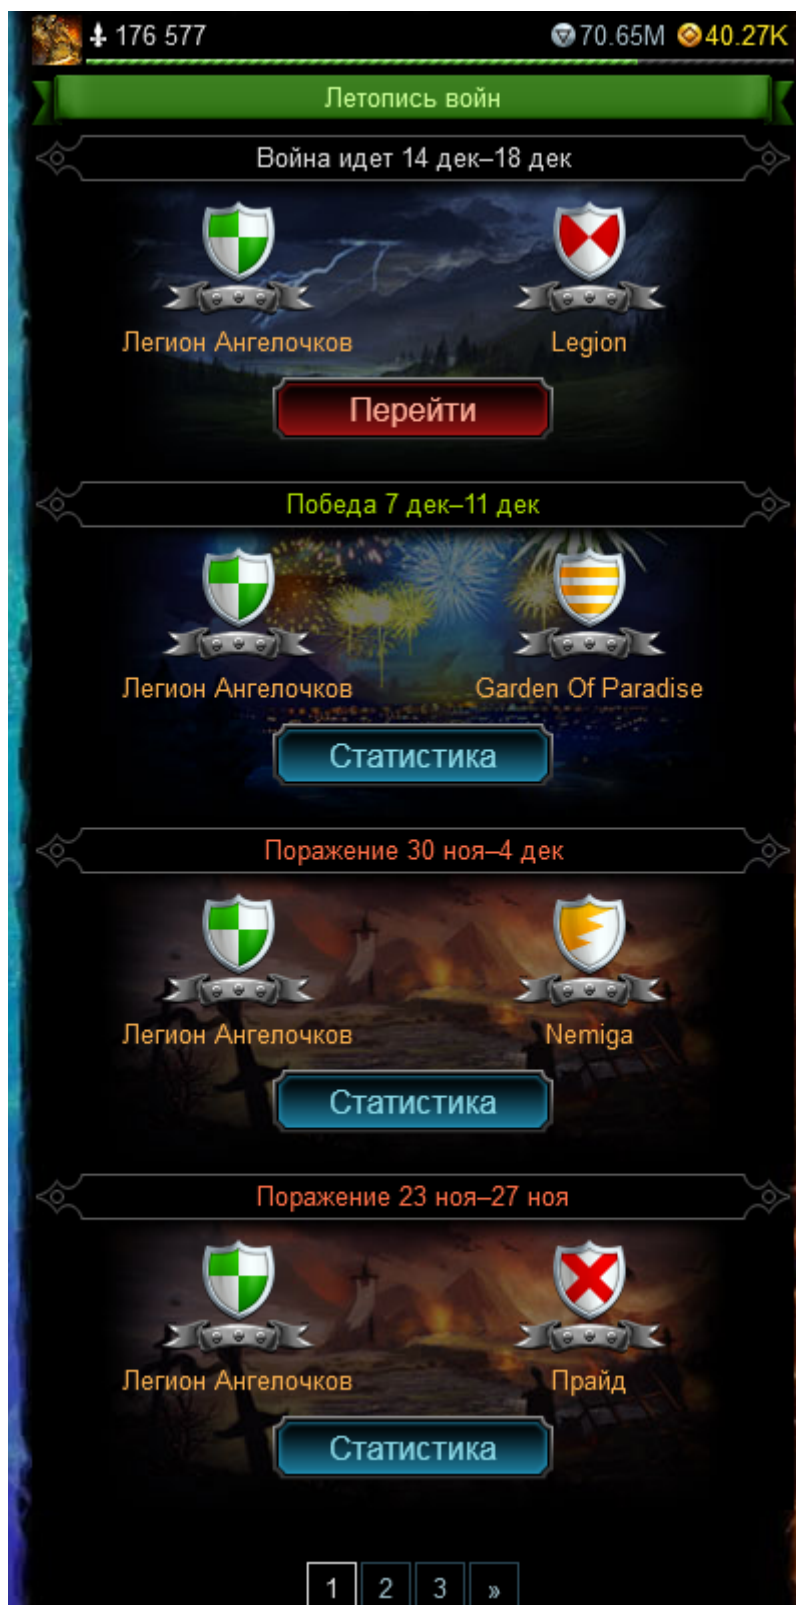 176 577 70.65M 40.27K
Летопись войн
Война идет 14 дек–18 дек
Легион Ангелочков Legion
Перейти
Победа 7 дек–11 дек
Легион Ангелочков Garden Of Paradise
Статистика
Поражение 30 ноя–4 дек
Легион Ангелочков Nemiga
Статистика
Поражение 23 ноя–27 ноя
Легион Ангелочков Прайд
Статистика
1 2 3 »